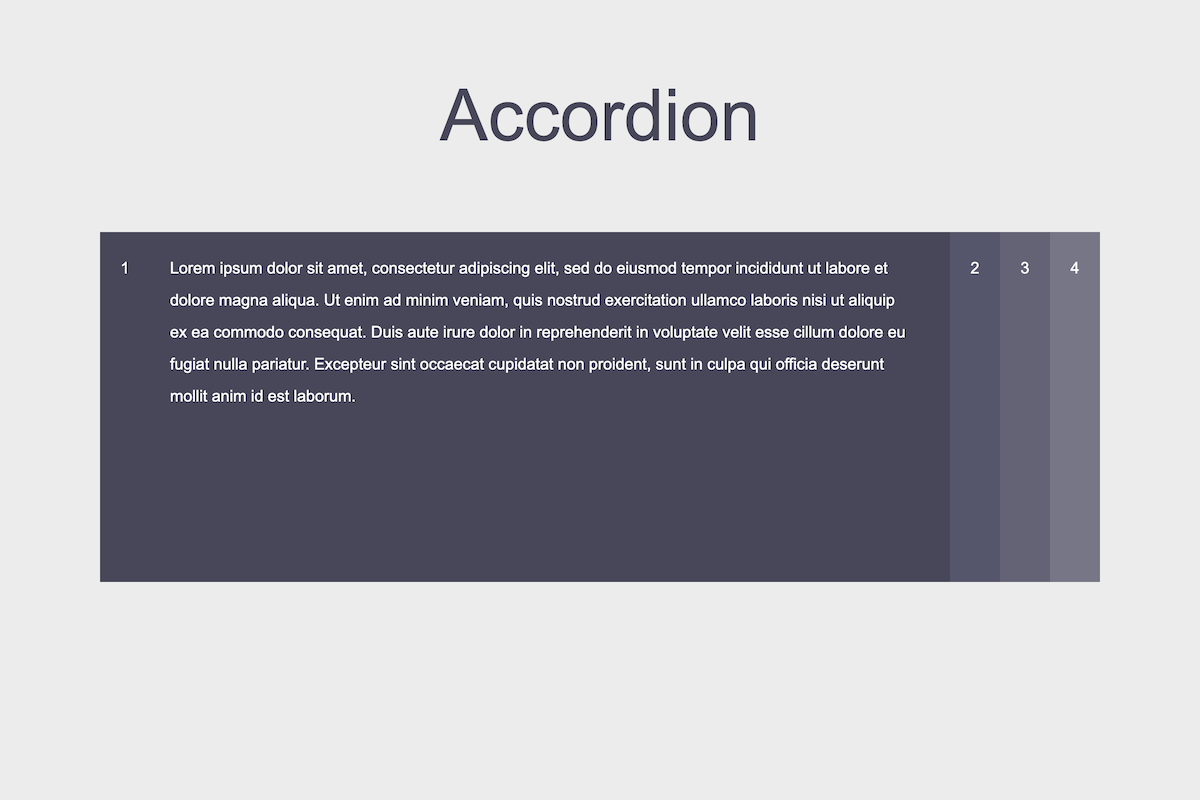 Accordion
1
Lorem ipsum dolor sit amet, consectetur adipiscing elit, sed do eiusmod tempor incididunt ut labore et
dolore magna aliqua. Ut enim ad minim veniam, quis nostrud exercitation ullamco laboris nisi ut aliquip
ex ea commodo consequat. Duis aute irure dolor in reprehenderit in voluptate velit esse cillum dolore eu
fugiat nulla pariatur. Excepteur sint occaecat cupidatat non proident, sunt in culpa qui officia deserunt
mollit anim id est laborum.
2
3
4